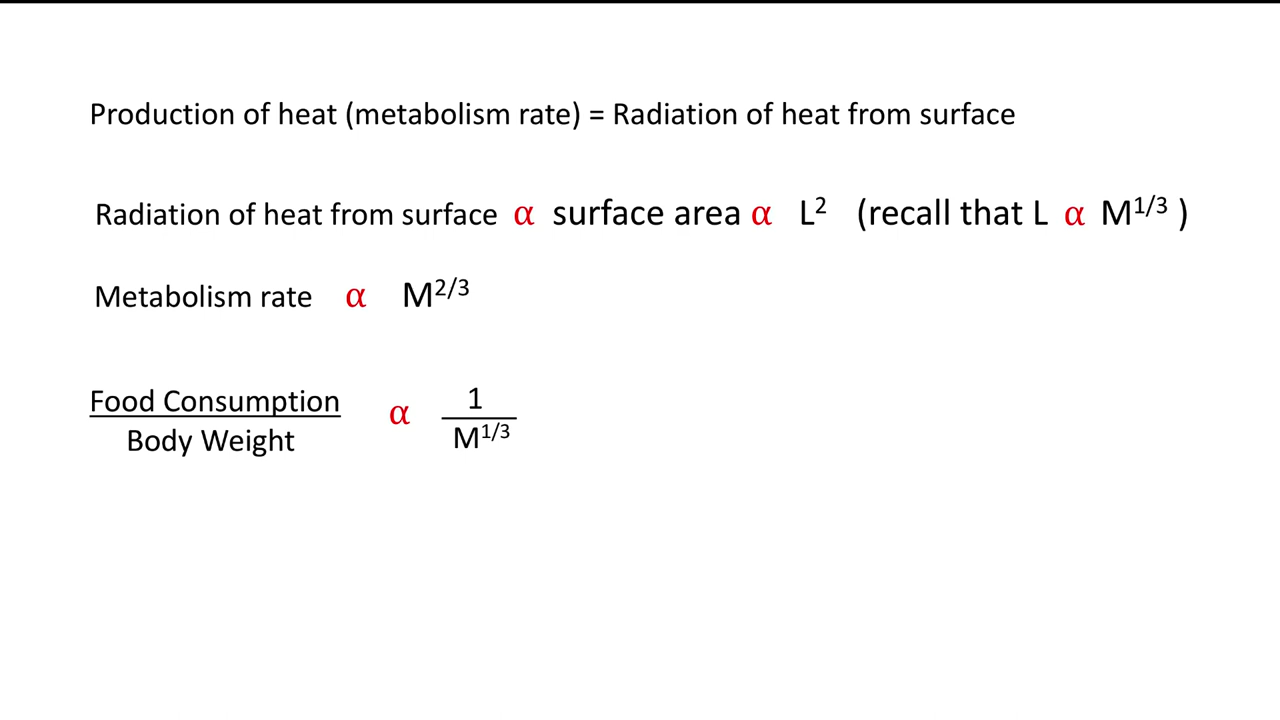 Production of heat (metabolism rate) = Radiation of heat from surface
Radiation of heat from surface α surface area α L² (recall that L α M^1/3 )
Metabolism rate α M^2/3
Food Consumption
Body Weight
α
1
M^1/3